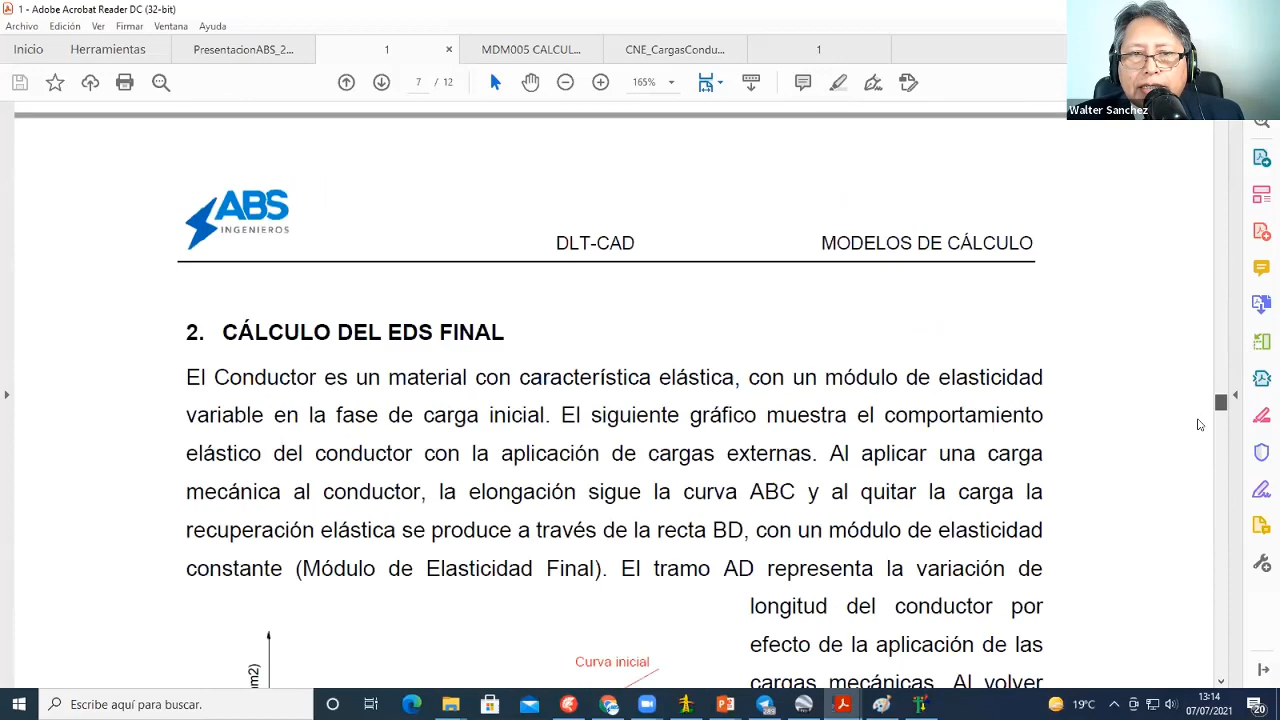 1 - Adobe Acrobat Reader DC (32-bit)
Archivo Edición Ver Firmar Ventana Ayuda
Inicio Herramientas PresentacionABS_2... 1 × MDM005 CALCUL... CNE_CargasCondu... 1
7 / 12 165%
Walter Sanchez
ABS
INGENIEROS
DLT-CAD MODELOS DE CÁLCULO
2. CÁLCULO DEL EDS FINAL
El Conductor es un material con característica elástica, con un módulo de elasticidad
variable en la fase de carga inicial. El siguiente gráfico muestra el comportamiento
elástico del conductor con la aplicación de cargas externas. Al aplicar una carga
mecánica al conductor, la elongación sigue la curva ABC y al quitar la carga la
recuperación elástica se produce a través de la recta BD, con un módulo de elasticidad
constante (Módulo de Elasticidad Final). El tramo AD representa la variación de
longitud del conductor por
efecto de la aplicación de las
cargas mecánicas. Al volver
Curva inicial
m2)
Escribe aquí para buscar.
19°C
13:14
07/07/2021
20